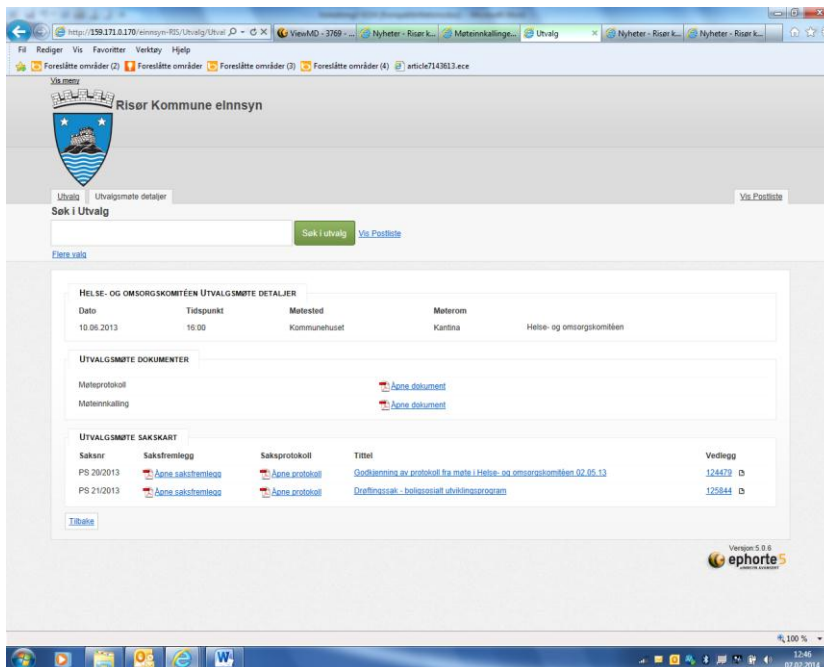 http://159.171.0.170/einnsyn-RIS/Utvalg/Utval
ViewMD - 3769 - ...
Nyheter - Risør k...
Møteinnkallinge...
Utvalg
Nyheter - Risør k...
Nyheter - Risør k...
Fil Rediger Vis Favoritter Verktøy Hjelp
Foreslåtte områder (2) Foreslåtte områder Foreslåtte områder (3) Foreslåtte områder (4) article7143613.ece
Vis meny
Risør Kommune eInnsyn
Utvalg Utvalgsmøte detaljer Vis Postliste
Søk i Utvalg
Søk i utvalg Vis Postliste
Flere valg
HELSE- OG OMSORGSKOMITÉEN UTVALGSMØTE DETALJER
Dato Tidspunkt Møtested Møterom
10.06.2013 16:00 Kommunehuset Kantina Helse- og omsorgskomitéen
UTVALGSMØTE DOKUMENTER
Møteprotokoll Åpne dokument
Møteinnkalling Åpne dokument
UTVALGSMØTE SAKSKART
Saksnr Saksfremlegg Saksprotokoll Tittel Vedlegg
PS 20/2013 Åpne saksfremlegg Åpne protokoll Godkjenning av protokoll fra møte i Helse- og omsorgskomitéen 02.05.13 124479
PS 21/2013 Åpne saksfremlegg Åpne protokoll Drøftingssak - boligsosialt utviklingsprogram 125844
Tilbake
Versjon:5.0.6
ephorte5
100 %
12:46
07.02.2014